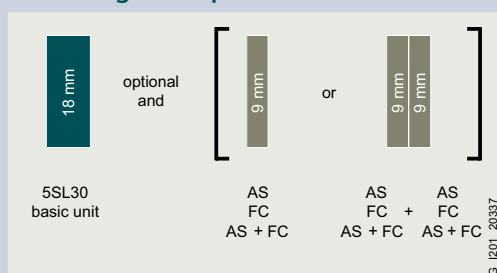 18 mm
optional
and
9 mm
or
9 mm
9 mm
5SL30
basic unit
AS
FC
AS + FC
AS AS
FC + FC
AS + FC AS + FC